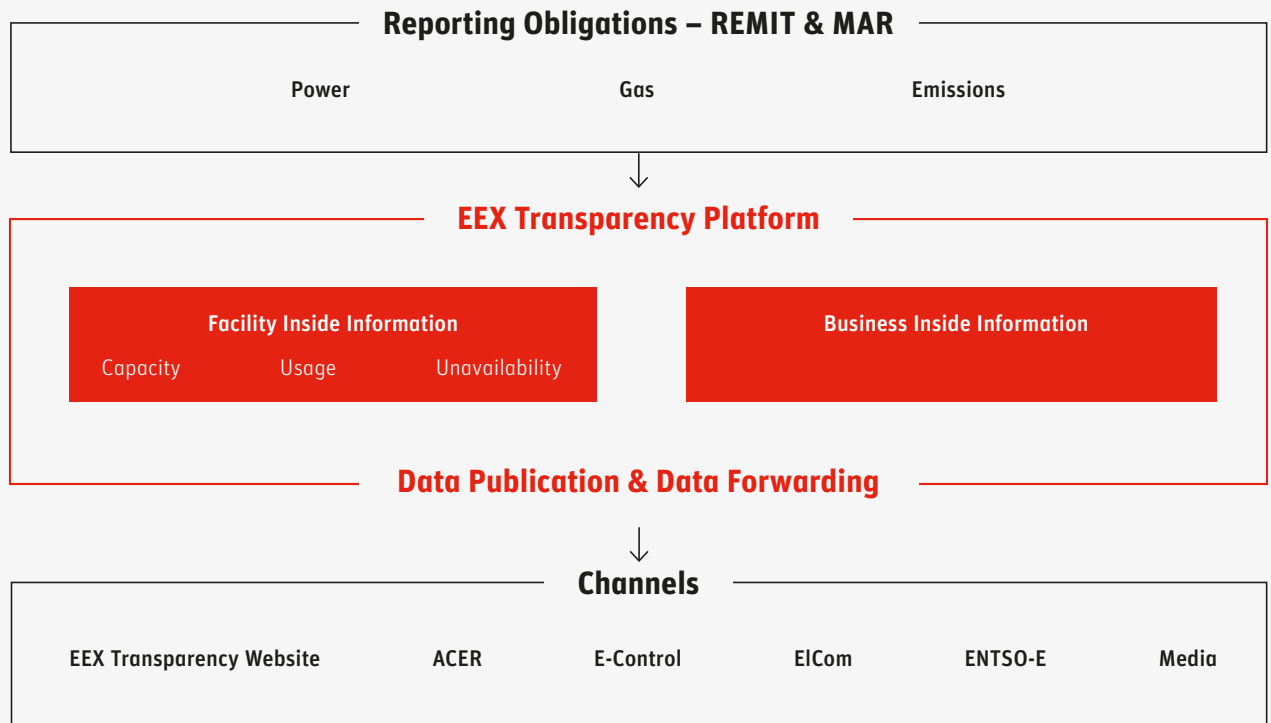 Reporting Obligations – REMIT & MAR
Power Gas Emissions
EEX Transparency Platform
Facility Inside Information
Capacity Usage Unavailability
Business Inside Information
Data Publication & Data Forwarding
Channels
EEX Transparency Website ACER E-Control ElCom ENTSO-E Media